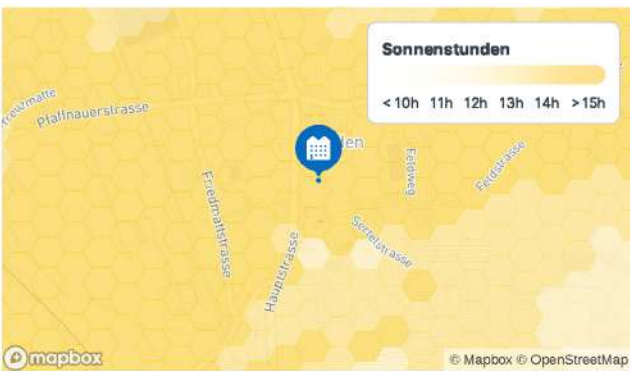 Sonnenstunden
< 10h 11h 12h 13h 14h > 15h
Pfaffnauerstrasse
Feldweg
Feldstrasse
Friedmattstrasse
Sertelstrasse
Hauptstrasse
mapbox
© Mapbox © OpenStreetMap